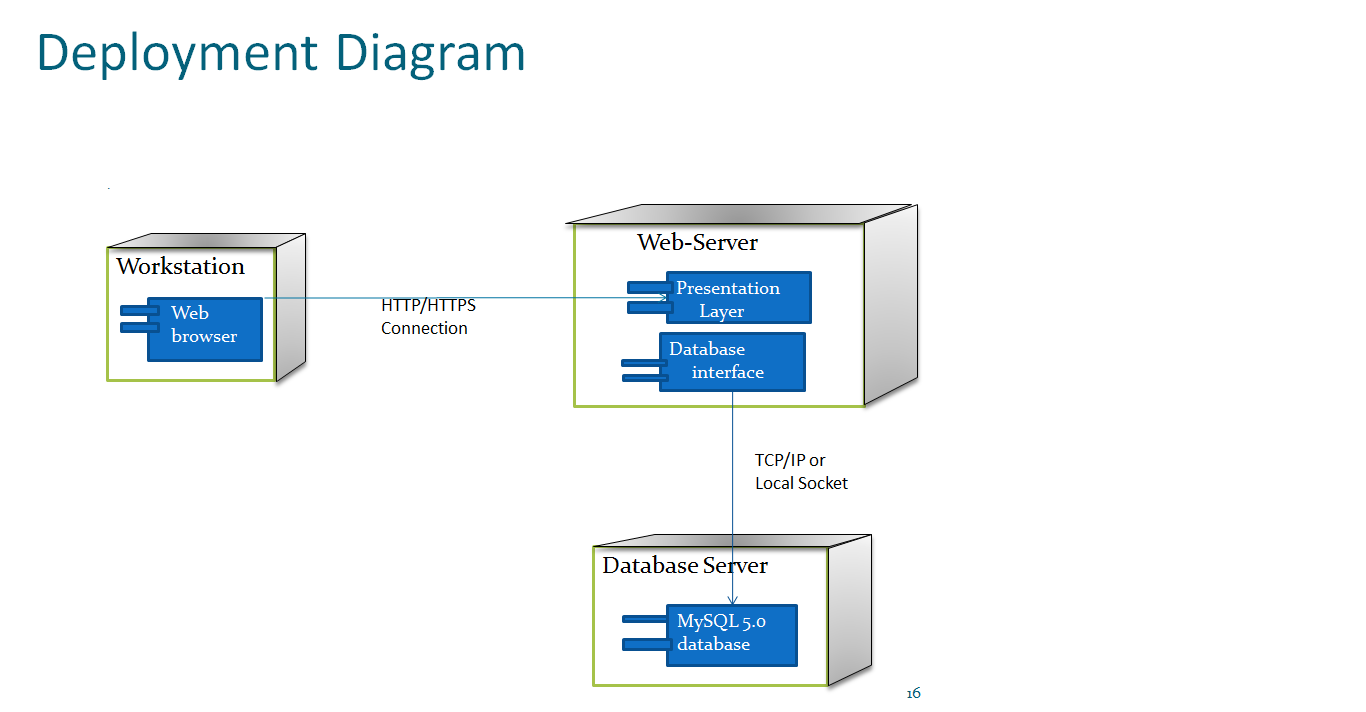 Deployment Diagram
Workstation
Web
browser
HTTP/HTTPS
Connection
Web-Server
Presentation
Layer
Database
interface
TCP/IP or
Local Socket
Database Server
MySQL 5.0
database
16